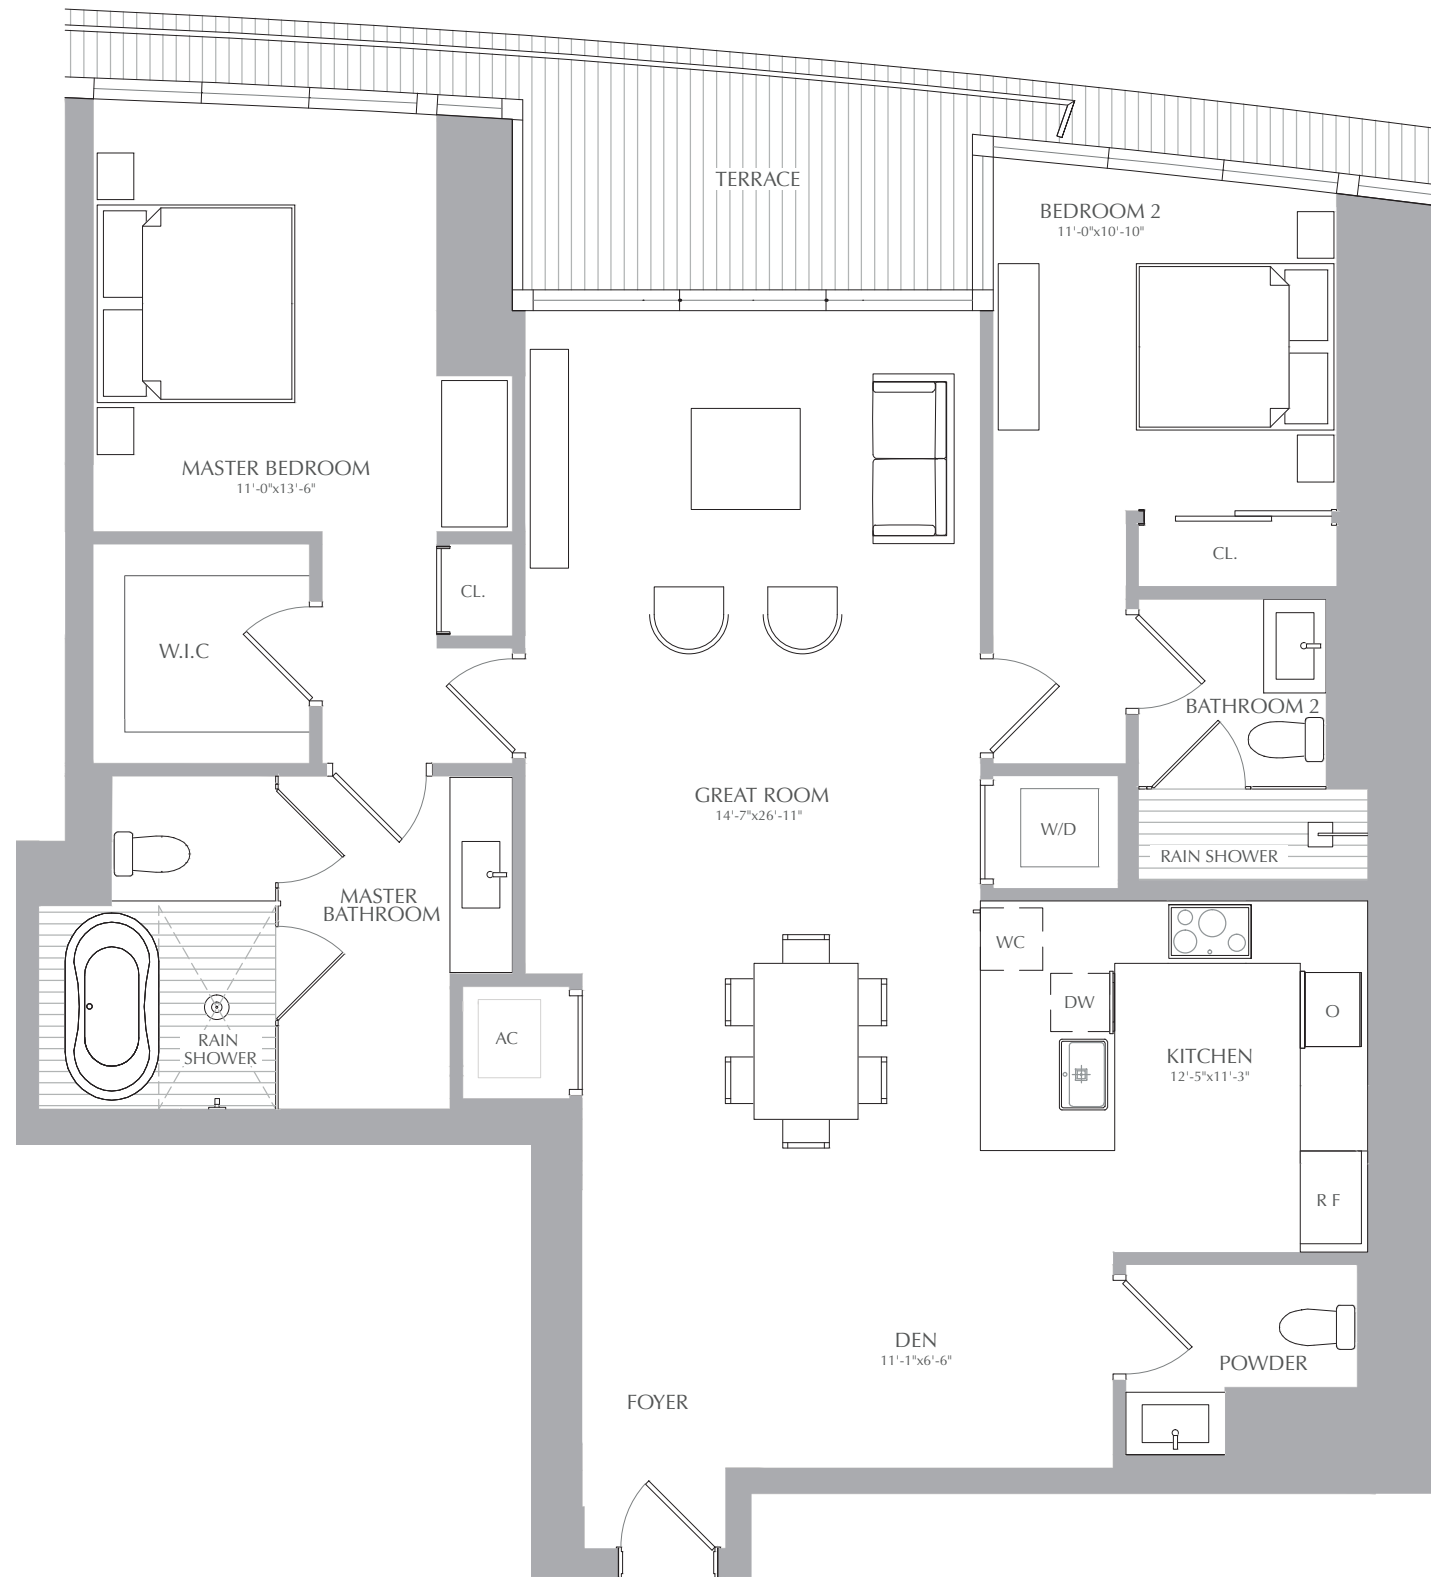 TERRACE
BEDROOM 2
11'-0"x10'-10"
MASTER BEDROOM
11'-0"x13'-6"
CL.
CL.
W.I.C
BATHROOM 2
GREAT ROOM
14'-7"x26'-11"
W/D
RAIN SHOWER
MASTER
BATHROOM
WC
DW
O
RAIN
SHOWER
AC
KITCHEN
12'-5"x11'-3"
R F
DEN
11'-1"x6'-6"
POWDER
FOYER